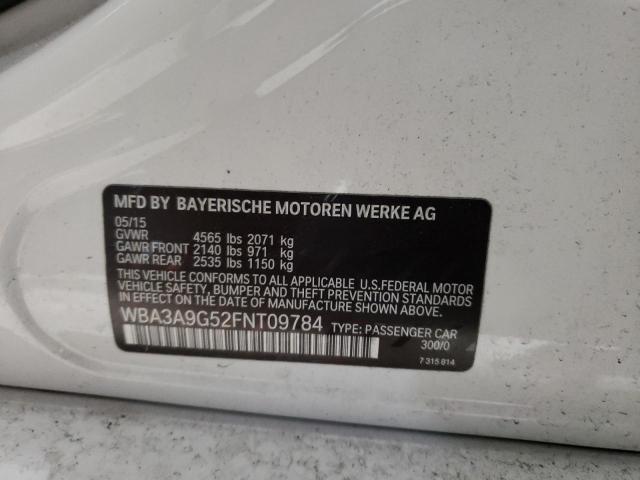 MFD BY BAYERISCHE MOTOREN WERKE AG
05/15
GVWR 4565 lbs 2071 kg
GAWR FRONT 2140 lbs 971 kg
GAWR REAR 2535 lbs 1150 kg
THIS VEHICLE CONFORMS TO ALL APPLICABLE U.S.FEDERAL MOTOR
VEHICLE SAFETY, BUMPER AND THEFT PREVENTION STANDARDS
IN EFFECT ON THE DATE OF MANUFACTURE SHOWN ABOVE.
WBA3A9G52FNT09784 TYPE: PASSENGER CAR
300/0
7 315 814